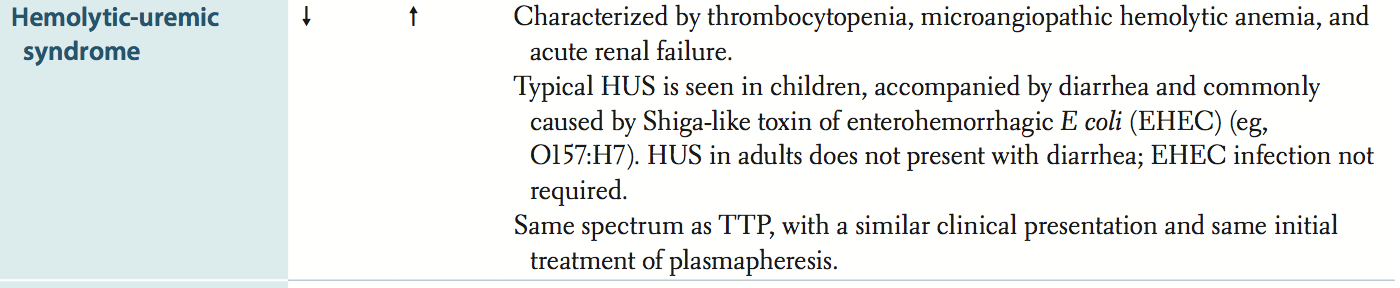 Hemolytic-uremic
syndrome
↓ ↑
Characterized by thrombocytopenia, microangiopathic hemolytic anemia, and
acute renal failure.
Typical HUS is seen in children, accompanied by diarrhea and commonly
caused by Shiga-like toxin of enterohemorrhagic E coli (EHEC) (eg,
O157:H7). HUS in adults does not present with diarrhea; EHEC infection not
required.
Same spectrum as TTP, with a similar clinical presentation and same initial
treatment of plasmapheresis.